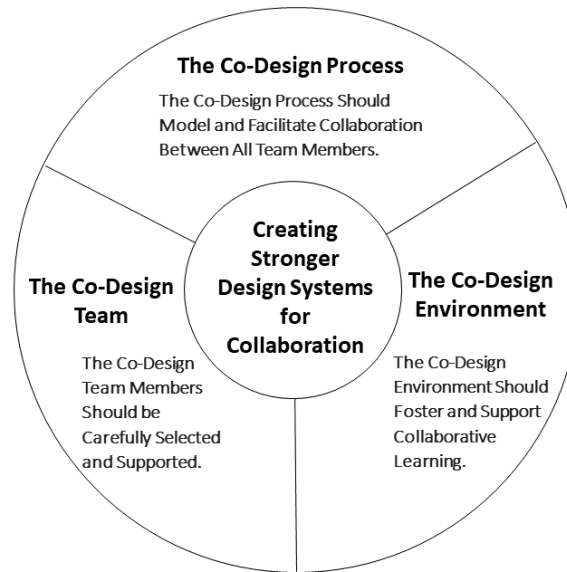 The Co-Design Process
The Co-Design Process Should
Model and Facilitate Collaboration
Between All Team Members.
Creating
Stronger
Design Systems
for
Collaboration
The Co-Design
Team
The Co-Design
Team Members
Should be
Carefully Selected
and Supported.
The Co-Design
Environment
The Co-Design
Environment Should
Foster and Support
Collaborative
Learning.